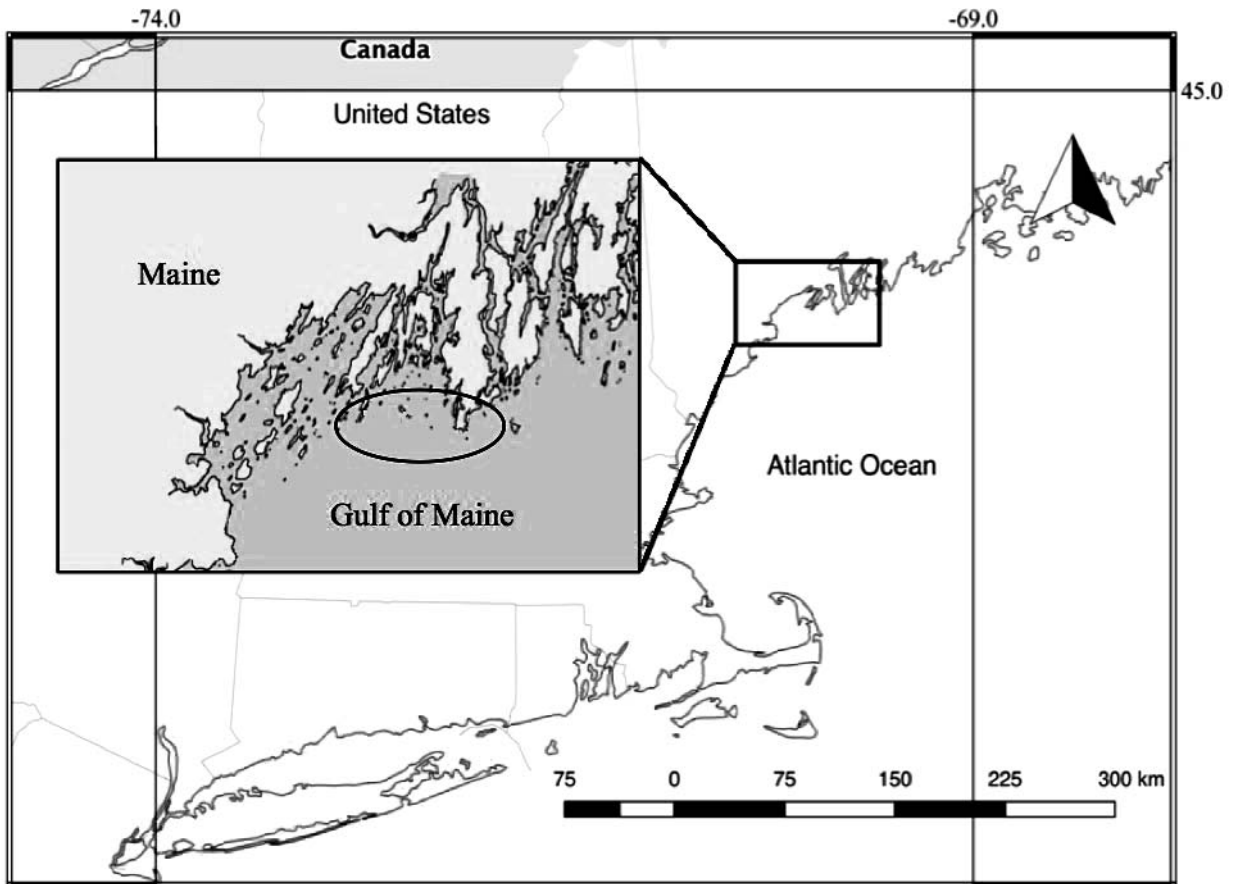 -74.0
-69.0
Canada
45.0
United States
Maine
Atlantic Ocean
Gulf of Maine
75 0 75 150 225 300 km